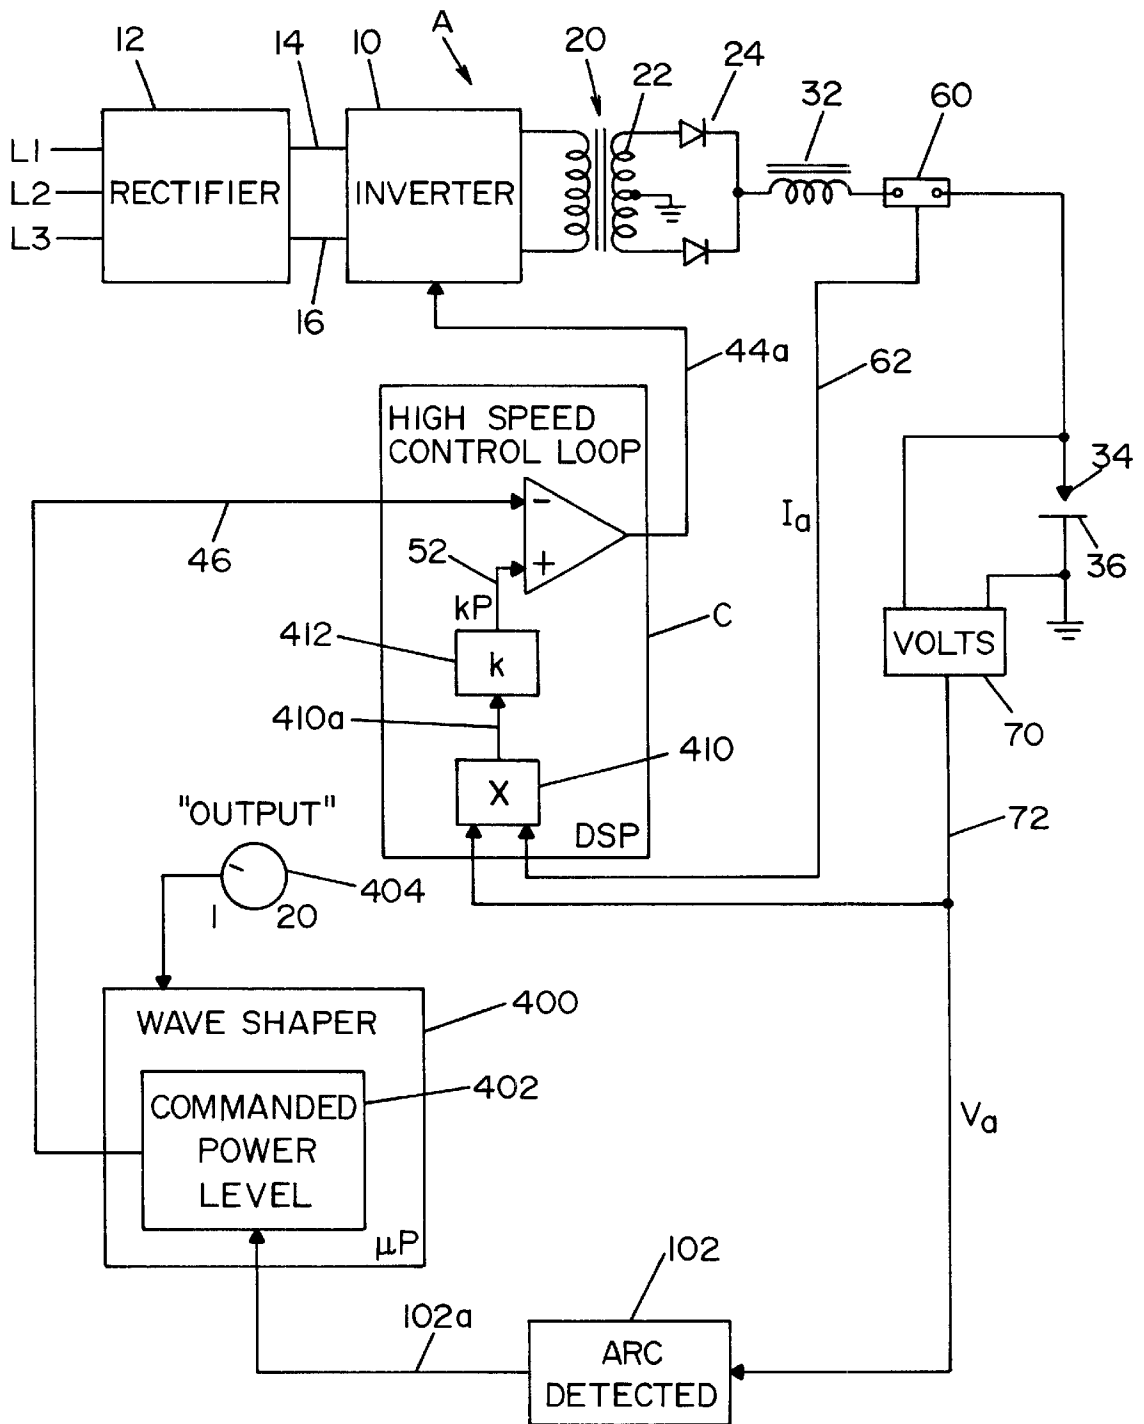 12
14
10
A
20
22
24
32
60
L1
L2
L3
RECTIFIER
INVERTER
16
44a
62
HIGH SPEED
CONTROL LOOP
34
Ia
-
46
52
+
36
kP
C
412
k
VOLTS
410a
410
70
X
"OUTPUT"
DSP
72
404
1
20
400
WAVE SHAPER
402
COMMANDED
POWER
LEVEL
Va
µP
102
102a
ARC
DETECTED